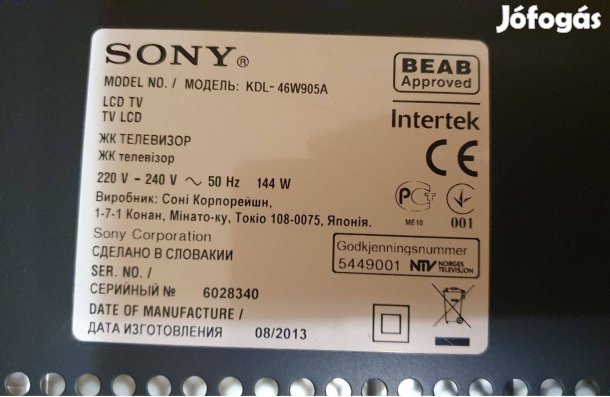 Jófogás
SONY®
MODEL NO. / МОДЕЛЬ: KDL-46W905A
LCD TV
TV LCD
ЖК ТЕЛЕВИЗОР
ЖК телевізор
220 V - 240 V ～ 50 Hz 144 W
Виробник: Соні Корпорейшн,
1-7-1 Конан, Мінато-ку, Токіо 108-0075, Японія.
Sony Corporation
СДЕЛАНО В СЛОВАКИИ
SER. NO. /
СЕРИЙНЫЙ № 6028340
DATE OF MANUFACTURE /
ДАТА ИЗГОТОВЛЕНИЯ 08/2013
BEAB
Approved
Intertek
CE
РСТ
ME10
001
Godkjenningsnummer
5449001 NTV NORGES
TELEVISJON